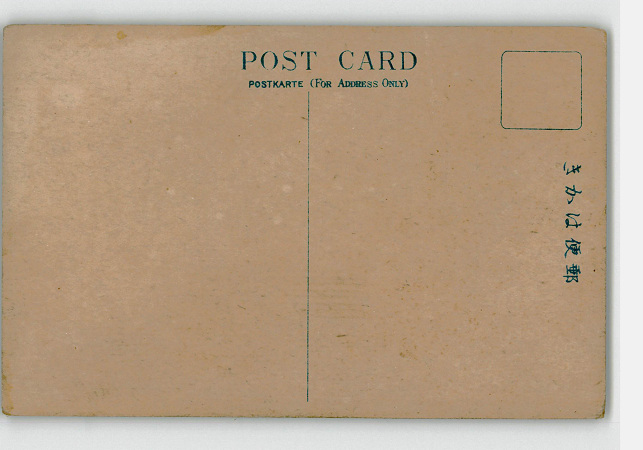 POST CARD
POSTKARTE (FOR ADDRESS ONLY)
きかは便郵